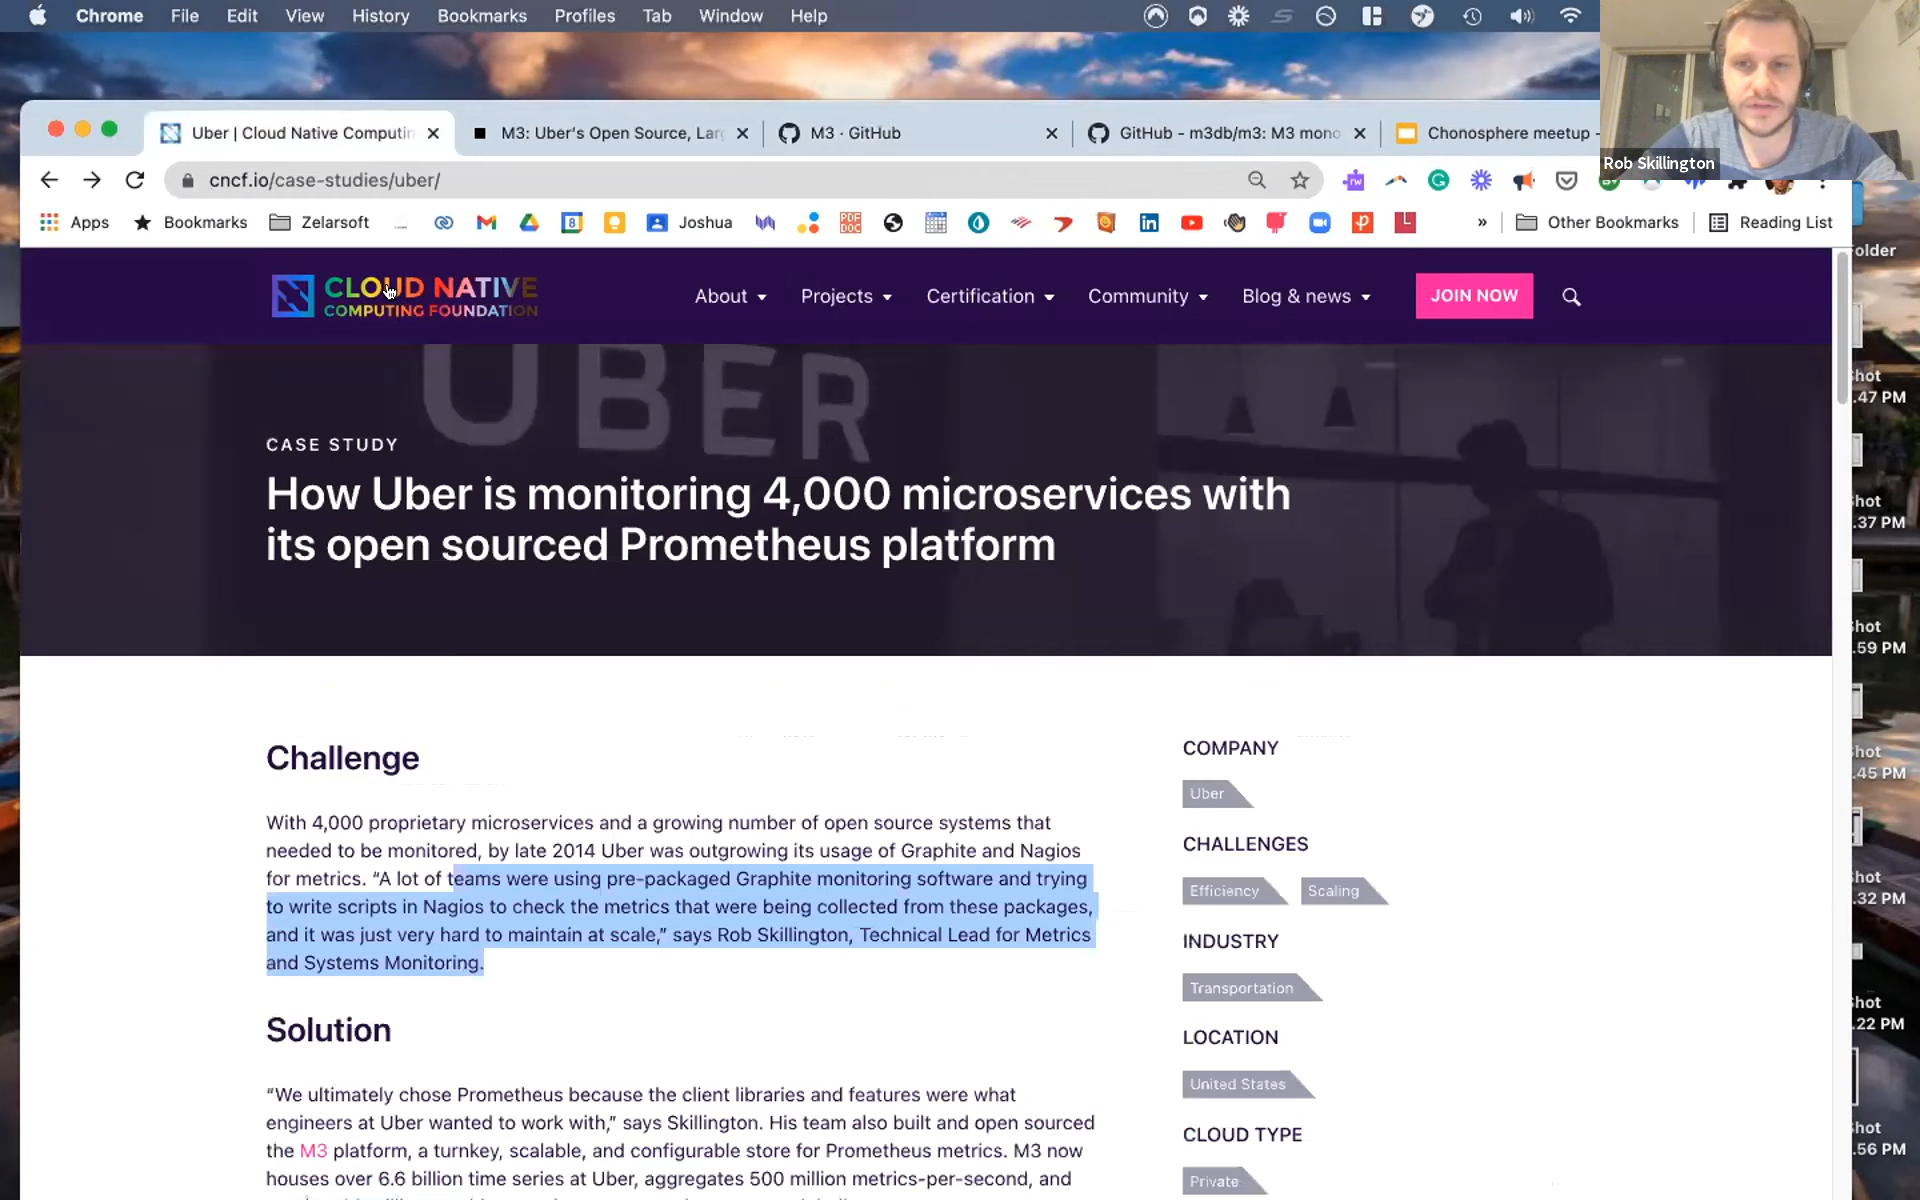 Chrome File Edit View History Bookmarks Profiles Tab Window Help
Rob Skillington
Uber | Cloud Native Computin
M3: Uber's Open Source, Lar
M3 · GitHub
GitHub - m3db/m3: M3 mono
Chonosphere meetup -
cncf.io/case-studies/uber/
Apps Bookmarks Zelarsoft Joshua » Other Bookmarks Reading List
CLOUD NATIVE
COMPUTING FOUNDATION
About Projects Certification Community Blog & news JOIN NOW
UBER
CASE STUDY
How Uber is monitoring 4,000 microservices with
its open sourced Prometheus platform
Challenge
With 4,000 proprietary microservices and a growing number of open source systems that
needed to be monitored, by late 2014 Uber was outgrowing its usage of Graphite and Nagios
for metrics. “A lot of teams were using pre-packaged Graphite monitoring software and trying
to write scripts in Nagios to check the metrics that were being collected from these packages,
and it was just very hard to maintain at scale,” says Rob Skillington, Technical Lead for Metrics
and Systems Monitoring.
Solution
“We ultimately chose Prometheus because the client libraries and features were what
engineers at Uber wanted to work with,” says Skillington. His team also built and open sourced
the M3 platform, a turnkey, scalable, and configurable store for Prometheus metrics. M3 now
houses over 6.6 billion time series at Uber, aggregates 500 million metrics-per-second, and
COMPANY
Uber
CHALLENGES
Efficiency Scaling
INDUSTRY
Transportation
LOCATION
United States
CLOUD TYPE
Private
Folder
hot
.47 PM
hot
.37 PM
hot
.59 PM
hot
.45 PM
hot
.32 PM
hot
.22 PM
hot
.56 PM